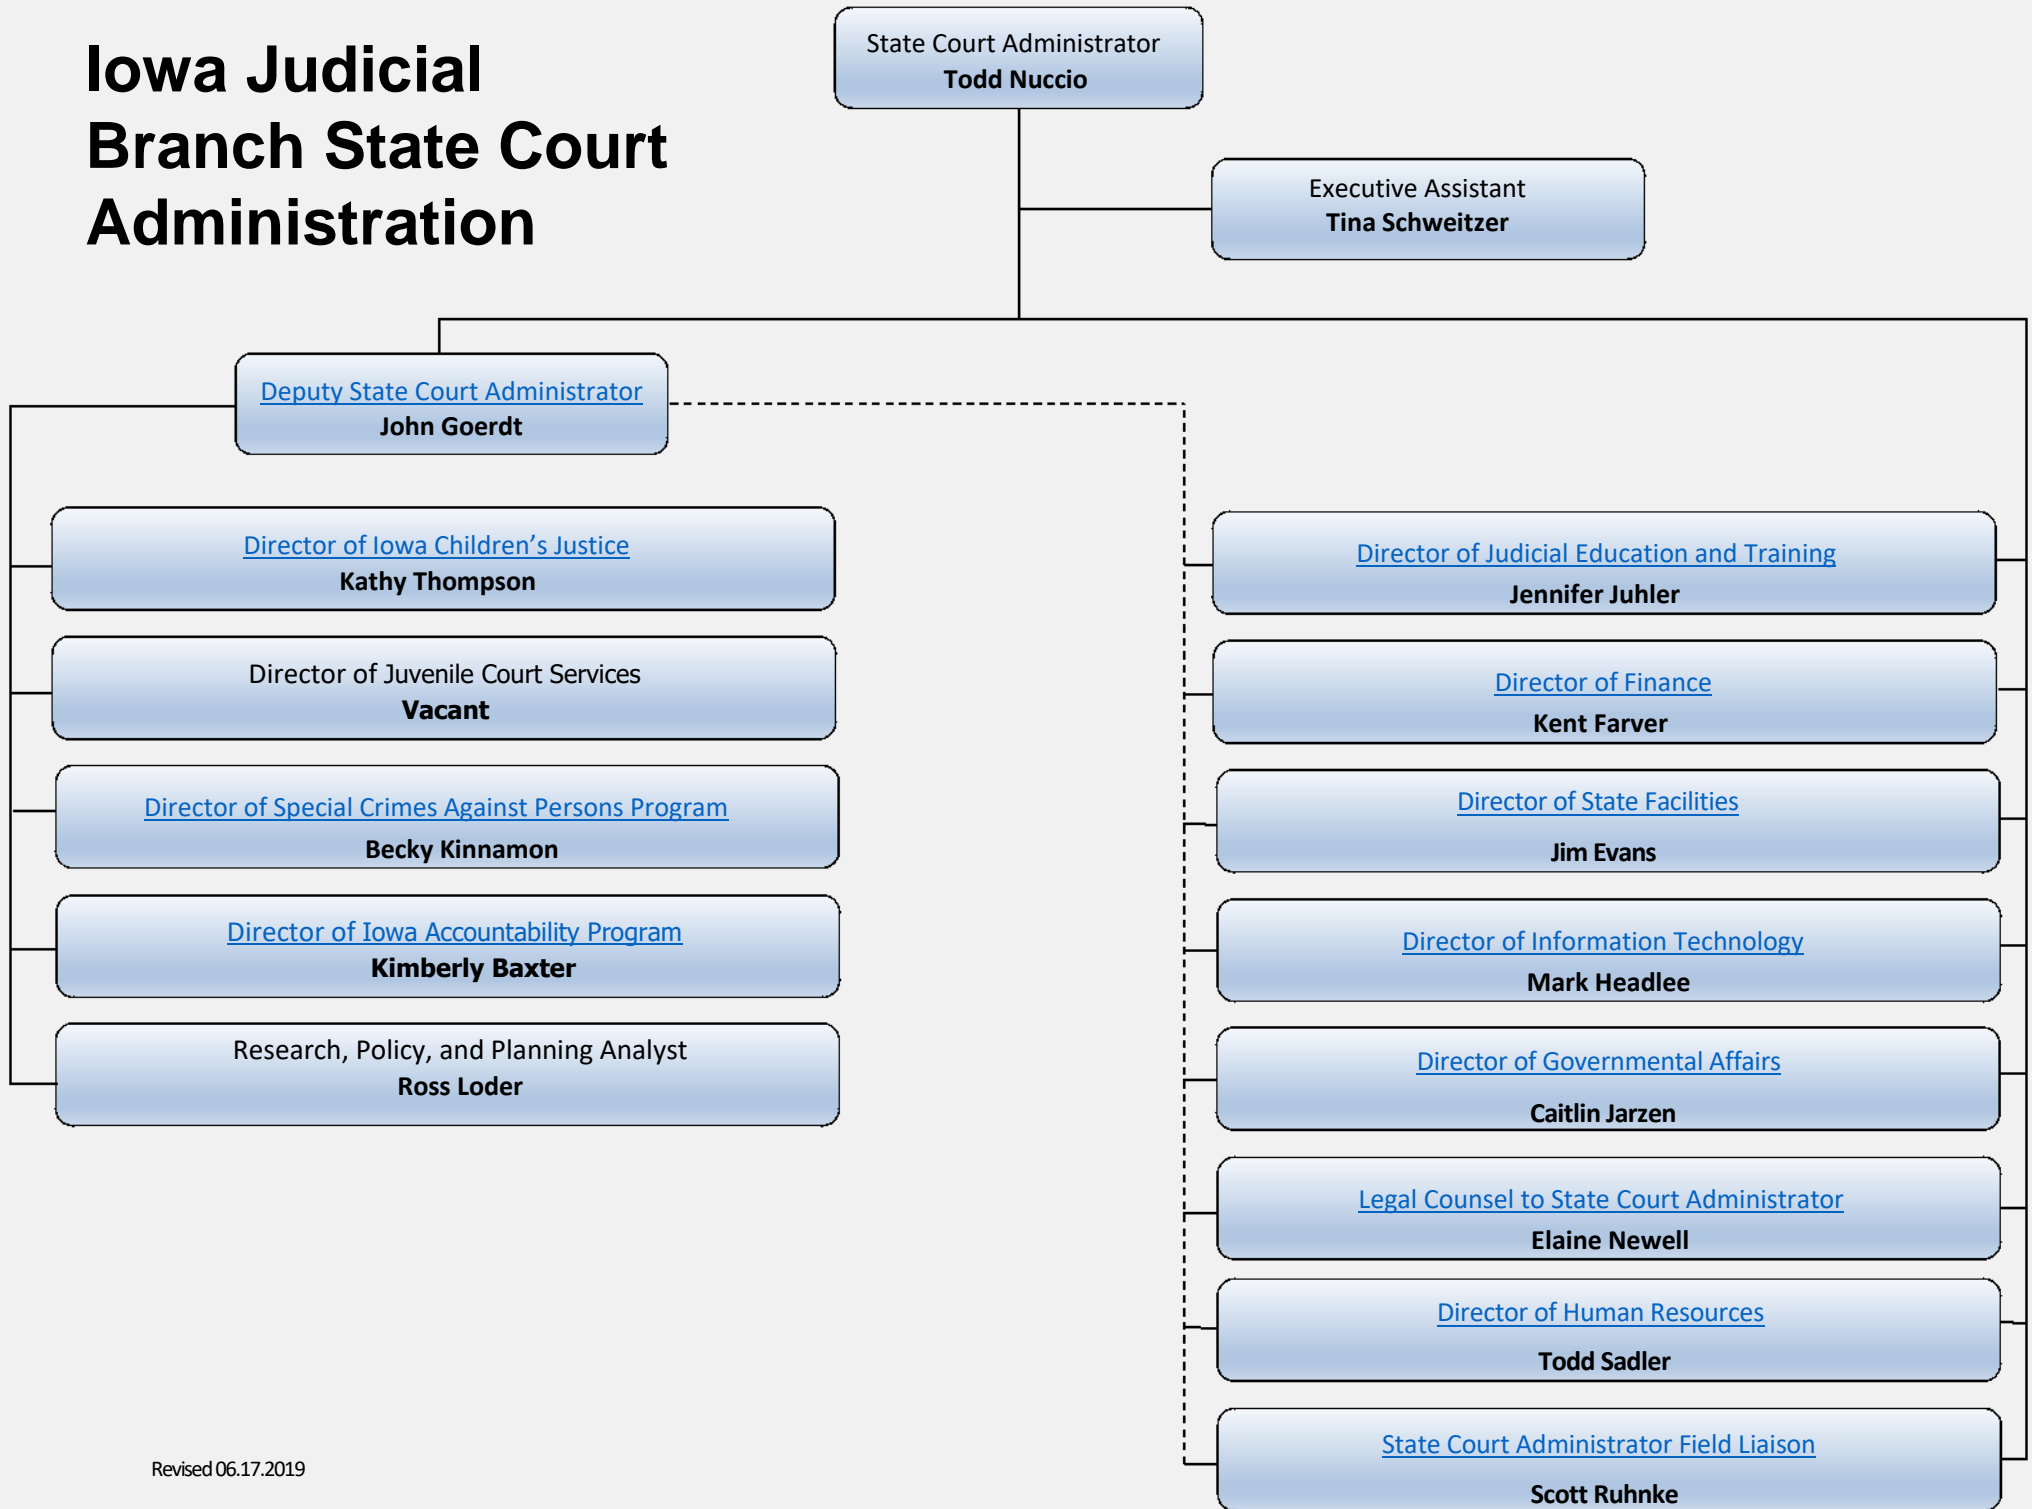 Iowa Judicial
Branch State Court
Administration
State Court Administrator
Todd Nuccio
Executive Assistant
Tina Schweitzer
Deputy State Court Administrator
John Goerdt
Director of Iowa Children’s Justice
Kathy Thompson
Director of Juvenile Court Services
Vacant
Director of Special Crimes Against Persons Program
Becky Kinnamon
Director of Iowa Accountability Program
Kimberly Baxter
Research, Policy, and Planning Analyst
Ross Loder
Director of Judicial Education and Training
Jennifer Juhler
Director of Finance
Kent Farver
Director of State Facilities
Jim Evans
Director of Information Technology
Mark Headlee
Director of Governmental Affairs
Caitlin Jarzen
Legal Counsel to State Court Administrator
Elaine Newell
Director of Human Resources
Todd Sadler
State Court Administrator Field Liaison
Scott Ruhnke
Revised 06.17.2019